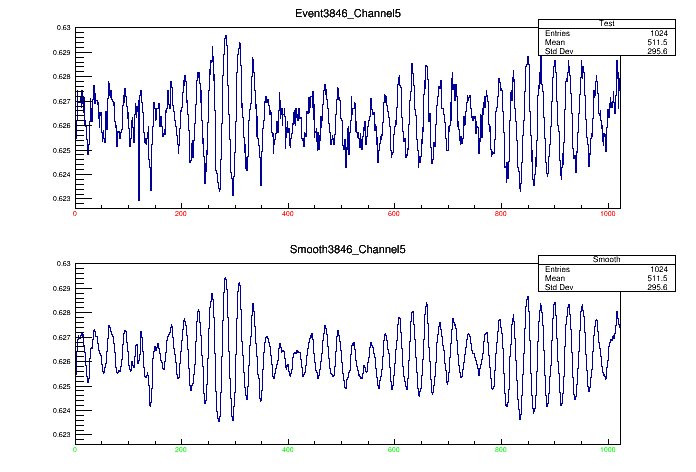 Event3846_Channel5
Test
Entries 1024
Mean 511.5
Std Dev 295.6
0.63
0.629
0.628
0.627
0.626
0.625
0.624
0.623
0 200 400 600 800 1000
Smooth3846_Channel5
Smooth
Entries 1024
Mean 511.5
Std Dev 295.6
0.63
0.629
0.628
0.627
0.626
0.625
0.624
0.623
0 200 400 600 800 1000